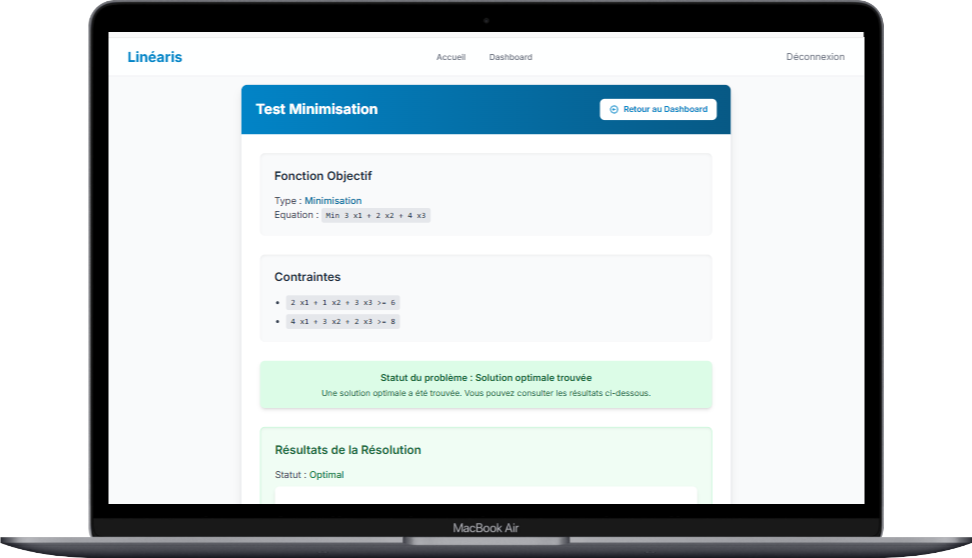 Linéaris
Accueil
Dashboard
Déconnexion
Test Minimisation
Retour au Dashboard
Fonction Objectif
Type : Minimisation
Equation : Min 3 x1 + 2 x2 + 4 x3
Contraintes
• 2 x1 + 1 x2 + 3 x3 >= 6
• 4 x1 + 3 x2 + 2 x3 >= 8
Statut du problème : Solution optimale trouvée
Une solution optimale a été trouvée. Vous pouvez consulter les résultats ci-dessous.
Résultats de la Résolution
Statut : Optimal
MacBook Air